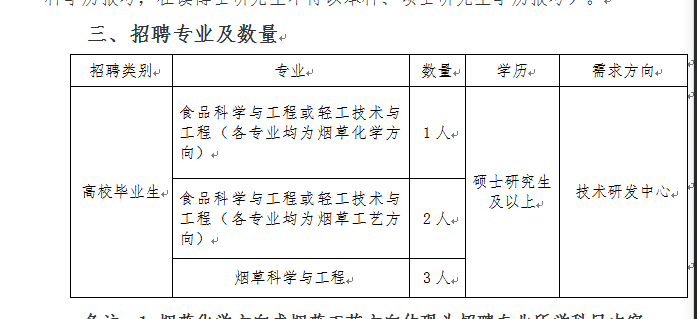 三、招聘专业及数量
招聘类别 专业 数量 学历 需求方向
食品科学与工程或轻工技术与
工程（各专业均为烟草化学方
向）
1人
高校毕业生
食品科学与工程或轻工技术与
工程（各专业均为烟草工艺方
向）
2人
硕士研究生
及以上
技术研发中心
烟草科学与工程 3人